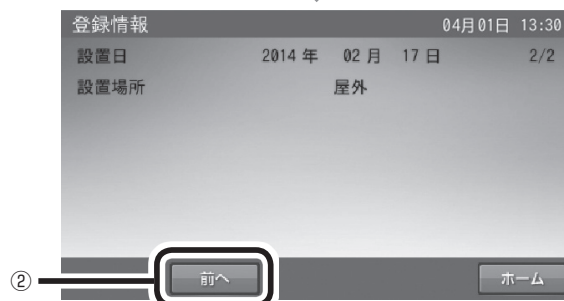 登録情報 04月01日 13:30
設置日 2014 年 02 月 17 日 2/2
設置場所 屋外
② 前へ ホーム